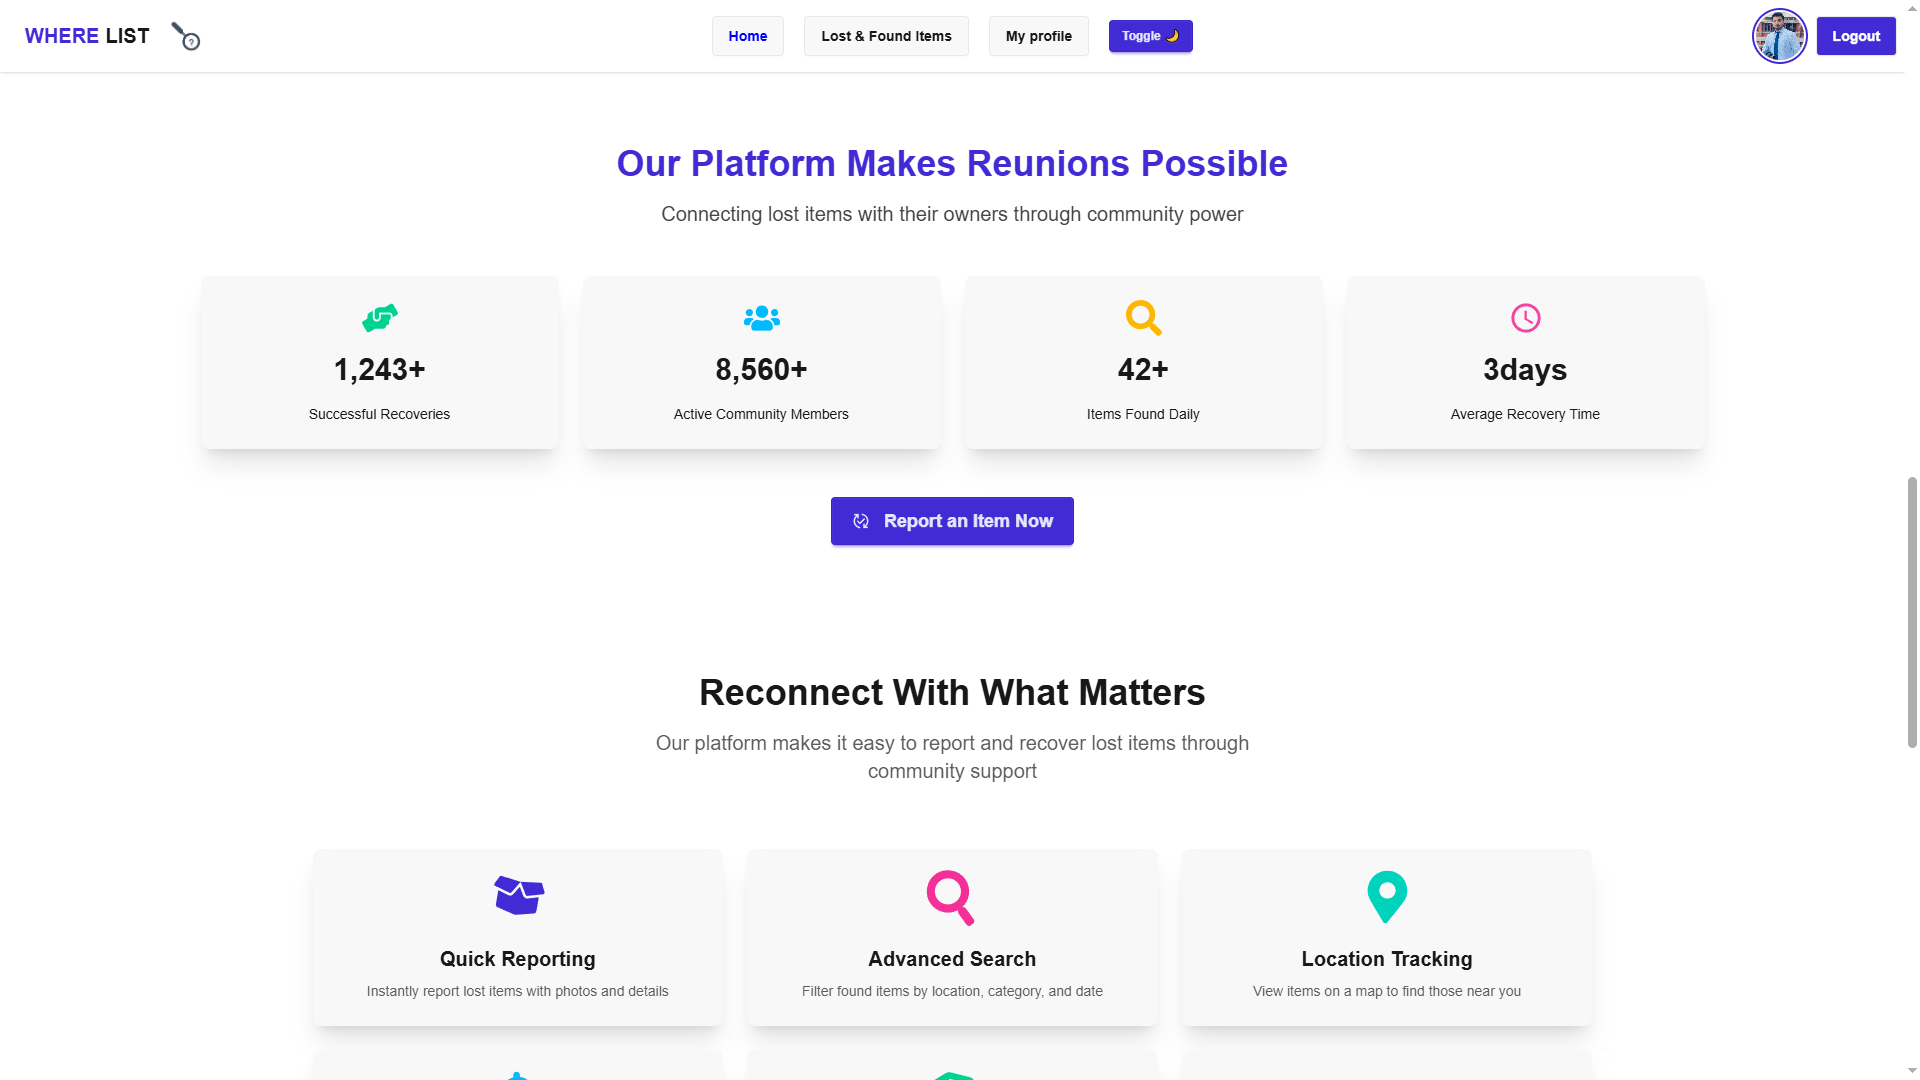 WHERE LIST
Home
Lost & Found Items
My profile
Toggle 🌙
Logout
Our Platform Makes Reunions Possible
Connecting lost items with their owners through community power
1,243+
Successful Recoveries
8,560+
Active Community Members
42+
Items Found Daily
3days
Average Recovery Time
Report an Item Now
Reconnect With What Matters
Our platform makes it easy to report and recover lost items through
community support
Quick Reporting
Instantly report lost items with photos and details
Advanced Search
Filter found items by location, category, and date
Location Tracking
View items on a map to find those near you